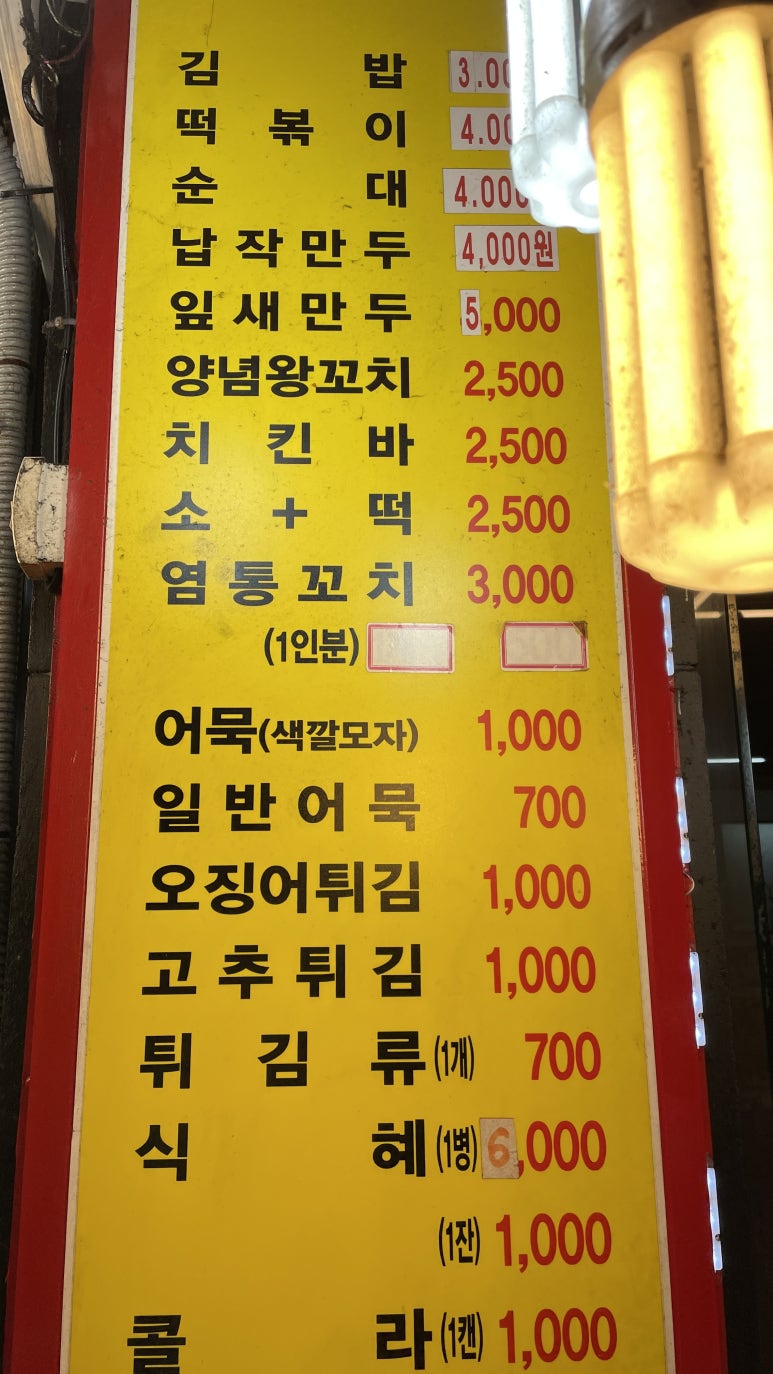 김밥 3.00
떡볶이 4.00
순대 4.000
납작만두 4,000원
잎새만두 5,000
양념왕꼬치 2,500
치킨바 2,500
소+떡 2,500
염통꼬치 3,000
(1인분)
어묵(색깔모자) 1,000
일반어묵 700
오징어튀김 1,000
고추튀김 1,000
튀김류(1개) 700
식혜(1병) 6,000
(1잔) 1,000
콜라(1캔) 1,000